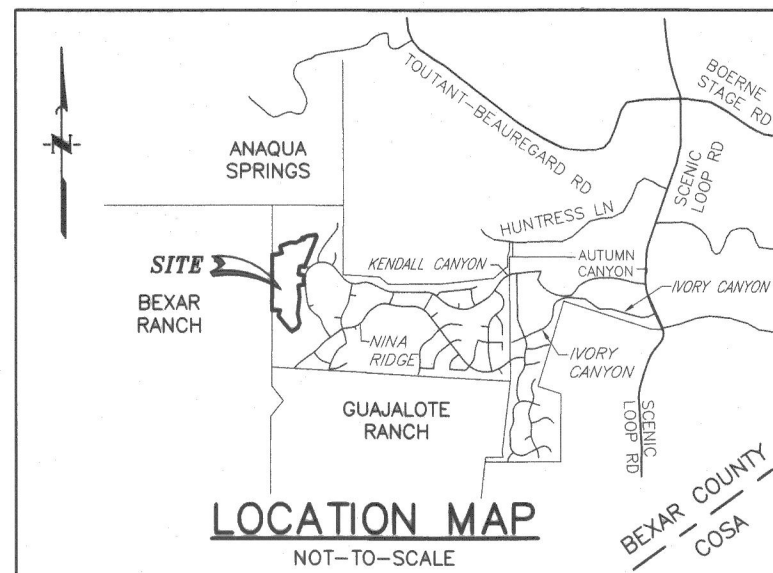 TOUTANT-BEAUREGARD RD
BOERNE
STAGE RD
N
ANAQUA
SPRINGS
SCENIC
LOOP RD
HUNTRESS LN
KENDALL CANYON
AUTUMN
CANYON
SITE
IVORY CANYON
BEXAR
RANCH
NINA
RIDGE
IVORY
CANYON
GUAJALOTE
RANCH
SCENIC
LOOP RD
LOCATION MAP
NOT-TO-SCALE
BEXAR COUNTY
COSA